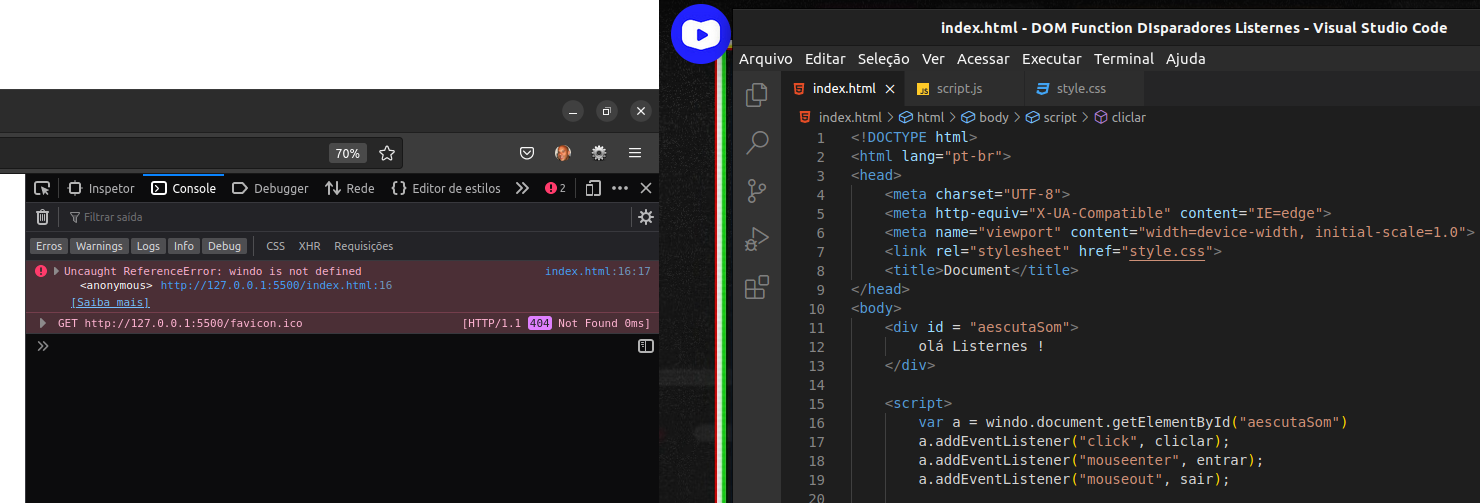 index.html - DOM Function DIsparadores Listernes - Visual Studio Code
Arquivo Editar Seleção Ver Acessar Executar Terminal Ajuda
index.html script.js style.css
index.html > html > body > script > cliclar
70%
Inspetor Console Debugger Rede Editor de estilos 2
Filtrar saída
Erros Warnings Logs Info Debug CSS XHR Requisições
Uncaught ReferenceError: windo is not defined index.html:16:17
<anonymous> http://127.0.0.1:5500/index.html:16
[Saiba mais]
GET http://127.0.0.1:5500/favicon.ico [HTTP/1.1 404 Not Found 0ms]
1 <!DOCTYPE html>
2 <html lang="pt-br">
3 <head>
4 <meta charset="UTF-8">
5 <meta http-equiv="X-UA-Compatible" content="IE=edge">
6 <meta name="viewport" content="width=device-width, initial-scale=1.0">
7 <link rel="stylesheet" href="style.css">
8 <title>Document</title>
9 </head>
10 <body>
11 <div id = "aescutaSom">
12 olá Listernes !
13 </div>
14
15 <script>
16 var a = windo.document.getElementById("aescutaSom")
17 a.addEventListener("click", cliclar);
18 a.addEventListener("mouseenter", entrar);
19 a.addEventListener("mouseout", sair);
20